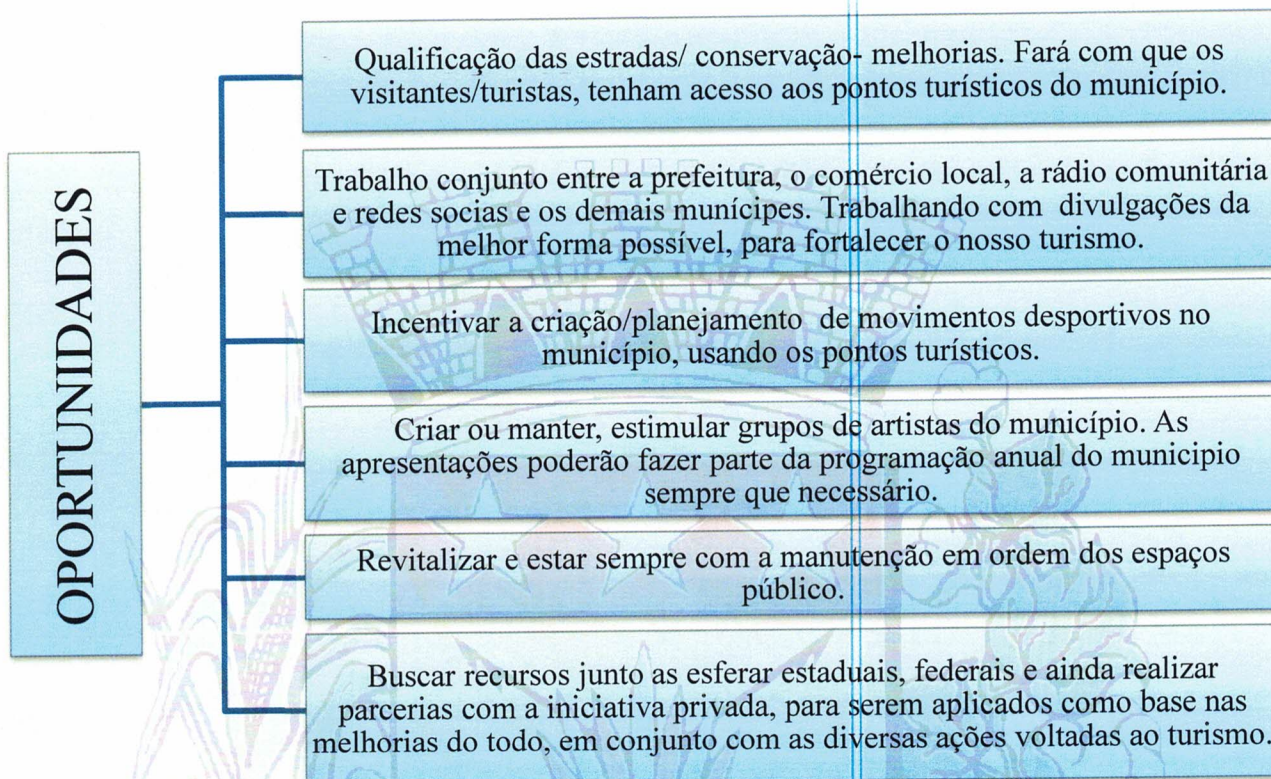 OPORTUNIDADES
Qualificação das estradas/ conservação- melhorias. Fará com que os
visitantes/turistas, tenham acesso aos pontos turísticos do município.
Trabalho conjunto entre a prefeitura, o comércio local, a rádio comunitária
e redes socias e os demais munícipes. Trabalhando com divulgações da
melhor forma possível, para fortalecer o nosso turismo.
Incentivar a criação/planejamento de movimentos desportivos no
município, usando os pontos turísticos.
Criar ou manter, estimular grupos de artistas do município. As
apresentações poderão fazer parte da programação anual do municipio
sempre que necessário.
Revitalizar e estar sempre com a manutenção em ordem dos espaços
público.
Buscar recursos junto as esferar estaduais, federais e ainda realizar
parcerias com a iniciativa privada, para serem aplicados como base nas
melhorias do todo, em conjunto com as diversas ações voltadas ao turismo.